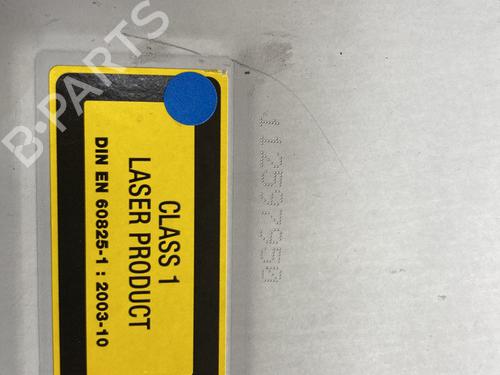 CLASS 1
LASER PRODUCT
DIN EN 60825-1 : 2003-10
B-PARTS